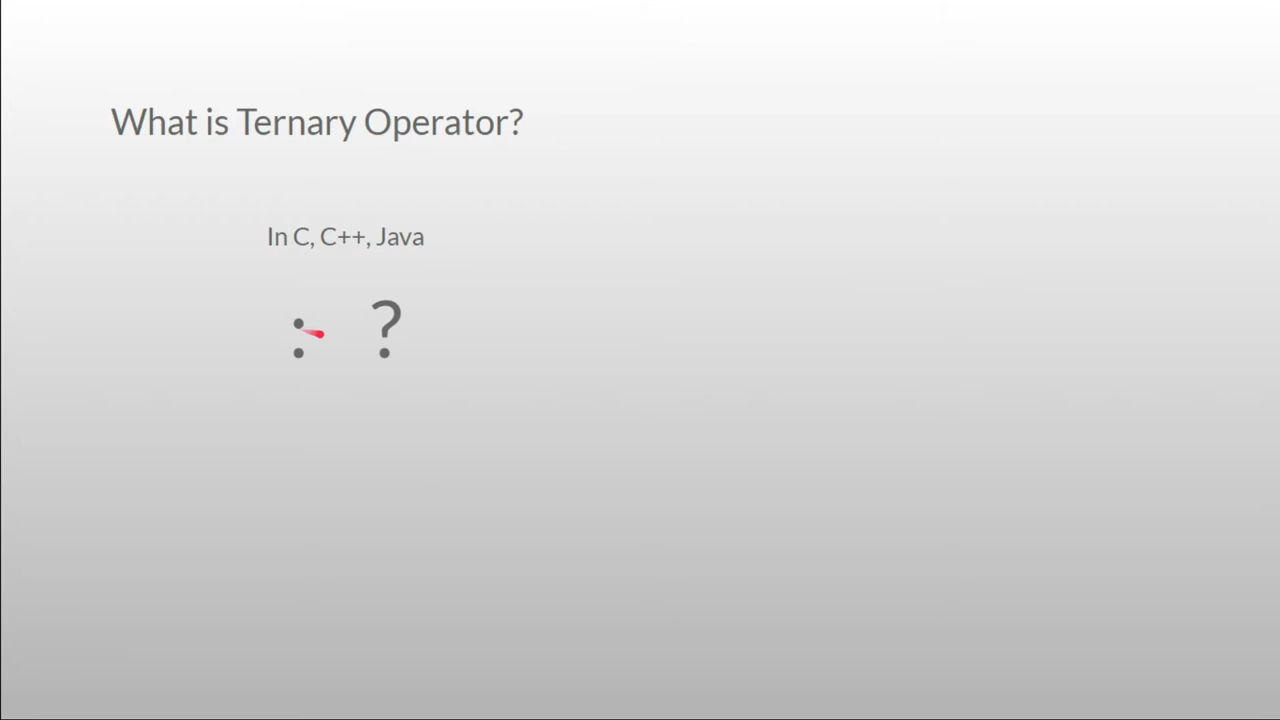 What is Ternary Operator?
In C, C++, Java
: ?